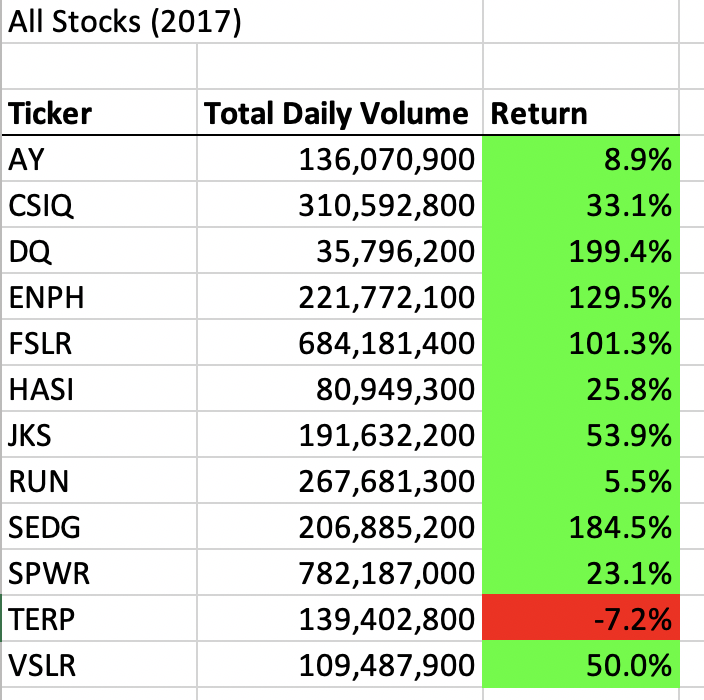 All Stocks (2017)
Ticker Total Daily Volume Return
AY 136,070,900 8.9%
CSIQ 310,592,800 33.1%
DQ 35,796,200 199.4%
ENPH 221,772,100 129.5%
FSLR 684,181,400 101.3%
HASI 80,949,300 25.8%
JKS 191,632,200 53.9%
RUN 267,681,300 5.5%
SEDG 206,885,200 184.5%
SPWR 782,187,000 23.1%
TERP 139,402,800 -7.2%
VSLR 109,487,900 50.0%